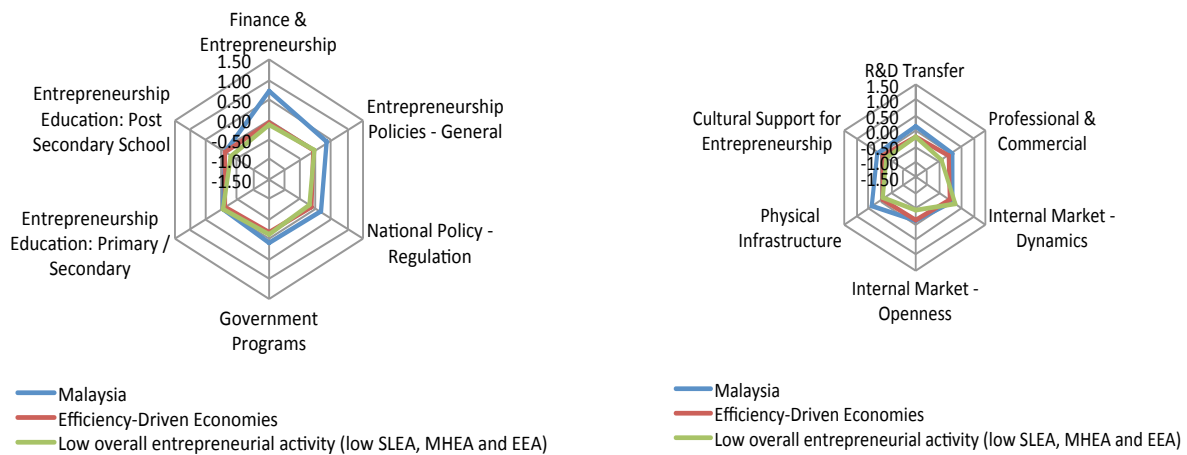 Finance &
Entrepreneurship
1.50
1.00
0.50
0.00
-0.50
-1.00
-1.50
Entrepreneurship
Policies - General
National Policy -
Regulation
Government
Programs
Entrepreneurship
Education: Primary /
Secondary
Entrepreneurship
Education: Post
Secondary School
Malaysia
Efficiency-Driven Economies
Low overall entrepreneurial activity (low SLEA, MHEA and EEA)
R&D Transfer
1.50
1.00
0.50
0.00
-0.50
-1.00
-1.50
Professional &
Commercial
Internal Market -
Dynamics
Internal Market -
Openness
Physical
Infrastructure
Cultural Support for
Entrepreneurship
Malaysia
Efficiency-Driven Economies
Low overall entrepreneurial activity (low SLEA, MHEA and EEA)